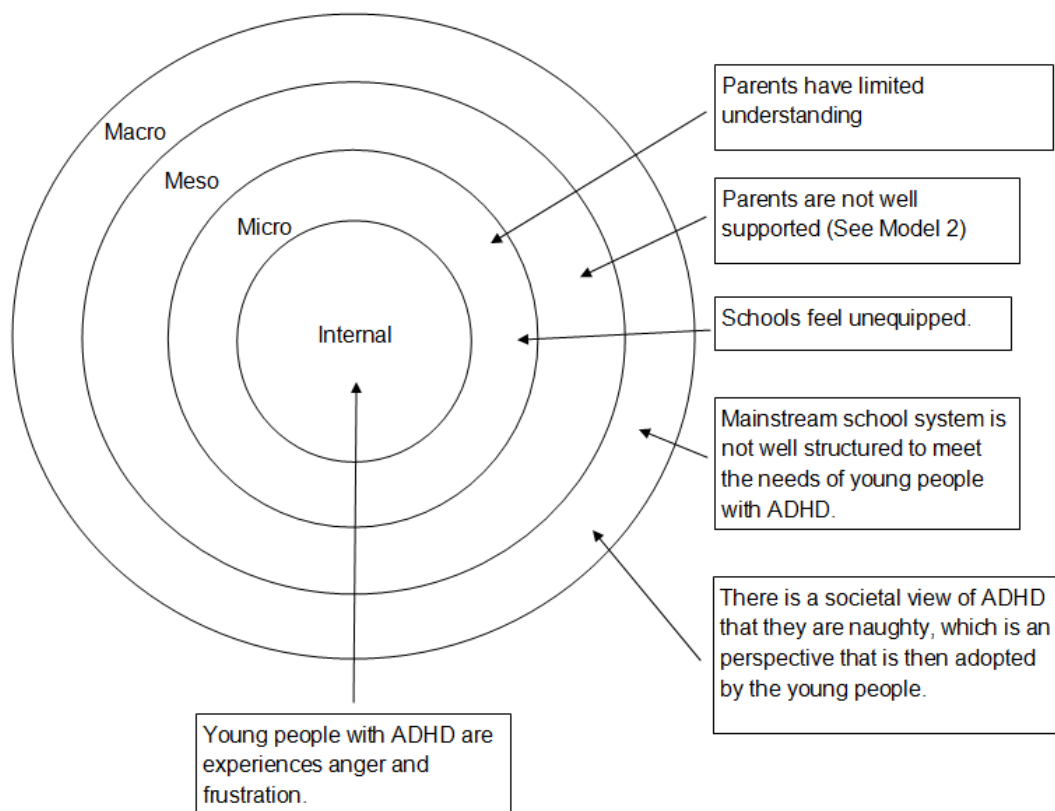 Macro
Meso
Micro
Internal
Parents have limited
understanding
Parents are not well
supported (See Model 2)
Schools feel unequipped.
Mainstream school system is
not well structured to meet
the needs of young people
with ADHD.
There is a societal view of ADHD
that they are naughty, which is an
perspective that is then adopted
by the young people.
Young people with ADHD are
experiences anger and
frustration.